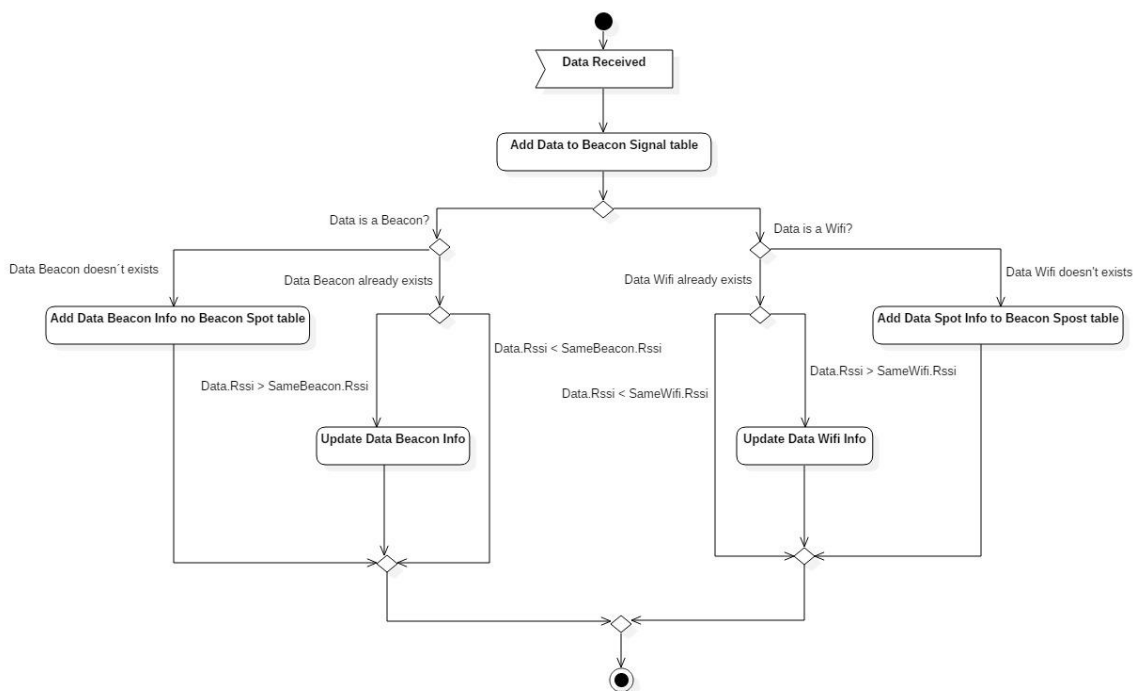 Data Received
Add Data to Beacon Signal table
Data is a Beacon?
Data is a Wifi?
Data Beacon doesn´t exists
Data Beacon already exists
Data Wifi already exists
Data Wifi doesn't exists
Add Data Beacon Info no Beacon Spot table
Add Data Spot Info to Beacon Spost table
Data.Rssi < SameBeacon.Rssi
Data.Rssi > SameBeacon.Rssi
Data.Rssi < SameWifi.Rssi
Data.Rssi > SameWifi.Rssi
Update Data Beacon Info
Update Data Wifi Info